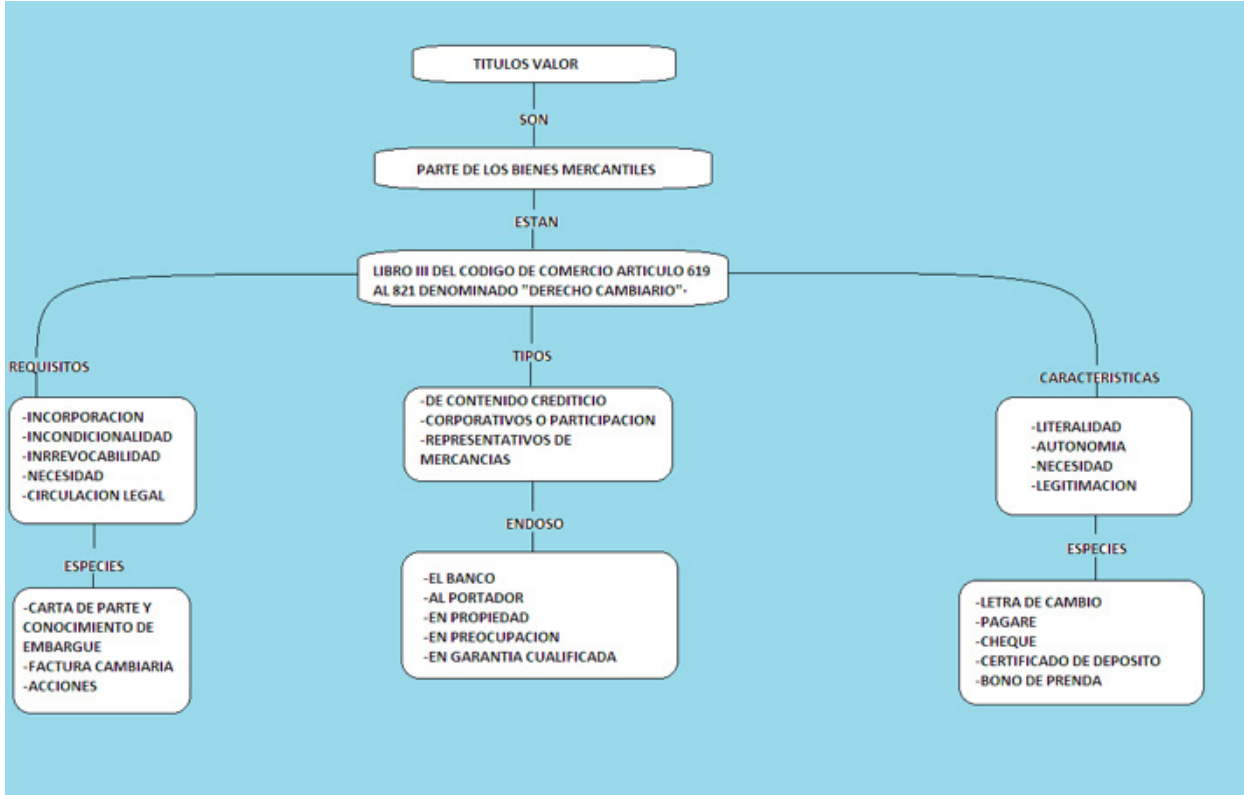 TITULOS VALOR
SON
PARTE DE LOS BIENES MERCANTILES
ESTAN
LIBRO III DEL CODIGO DE COMERCIO ARTICULO 619
AL 821 DENOMINADO "DERECHO CAMBIARIO"-
REQUISITOS
-INCORPORACION
-INCONDICIONALIDAD
-INRREVOCABILIDAD
-NECESIDAD
-CIRCULACION LEGAL
ESPECIES
-CARTA DE PARTE Y
CONOCIMIENTO DE
EMBARGUE
-FACTURA CAMBIARIA
-ACCIONES
TIPOS
-DE CONTENIDO CREDITICIO
-CORPORATIVOS O PARTICIPACION
-REPRESENTATIVOS DE
MERCANCIAS
ENDOSO
-EL BANCO
-AL PORTADOR
-EN PROPIEDAD
-EN PREOCUPACION
-EN GARANTIA CUALIFICADA
CARACTERISTICAS
-LITERALIDAD
-AUTONOMIA
-NECESIDAD
-LEGITIMACION
ESPECIES
-LETRA DE CAMBIO
-PAGARE
-CHEQUE
-CERTIFICADO DE DEPOSITO
-BONO DE PRENDA